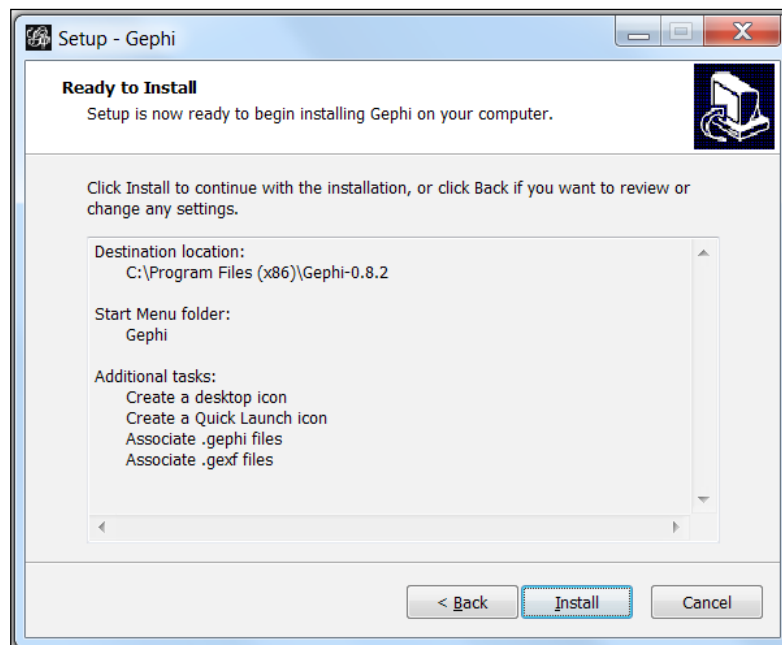 Setup - Gephi
Ready to Install
Setup is now ready to begin installing Gephi on your computer.
Click Install to continue with the installation, or click Back if you want to review or
change any settings.
Destination location:
C:\Program Files (x86)\Gephi-0.8.2
Start Menu folder:
Gephi
Additional tasks:
Create a desktop icon
Create a Quick Launch icon
Associate .gephi files
Associate .gexf files
< Back
Install
Cancel